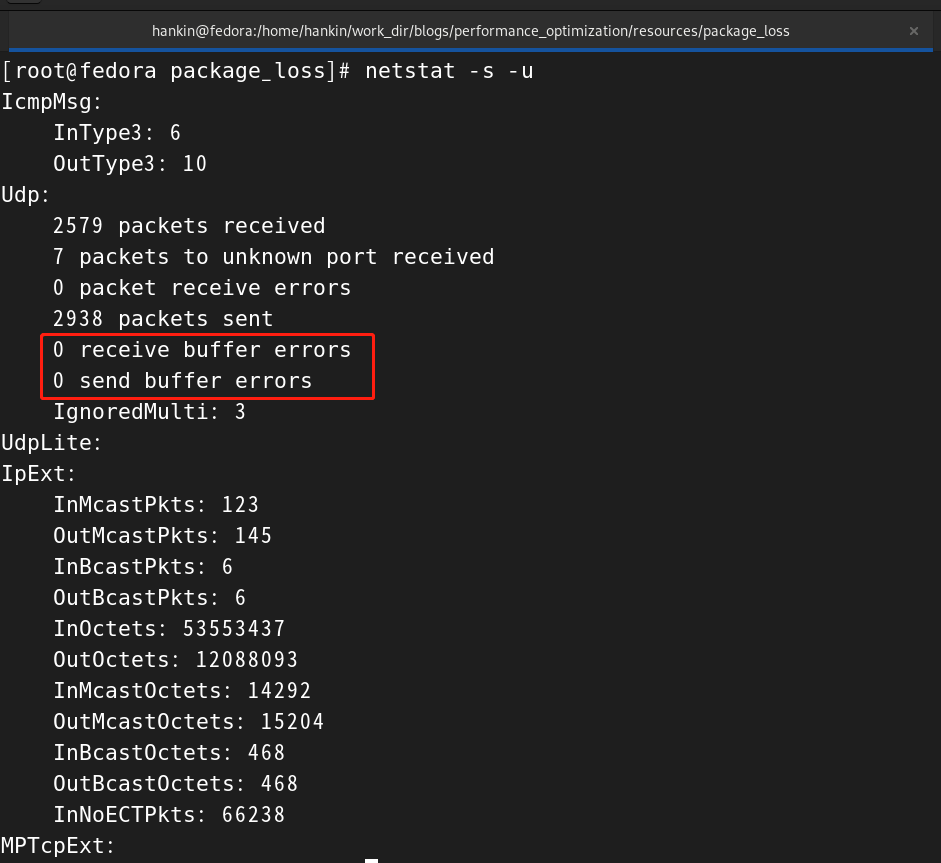 hankin@fedora:/home/hankin/work_dir/blogs/performance_optimization/resources/package_loss ×
[root@fedora package_loss]# netstat -s -u
IcmpMsg:
    InType3: 6
    OutType3: 10
Udp:
    2579 packets received
    7 packets to unknown port received
    0 packet receive errors
    2938 packets sent
    0 receive buffer errors
    0 send buffer errors
    IgnoredMulti: 3
UdpLite:
IpExt:
    InMcastPkts: 123
    OutMcastPkts: 145
    InBcastPkts: 6
    OutBcastPkts: 6
    InOctets: 53553437
    OutOctets: 12088093
    InMcastOctets: 14292
    OutMcastOctets: 15204
    InBcastOctets: 468
    OutBcastOctets: 468
    InNoECTPkts: 66238
MPTcpExt: